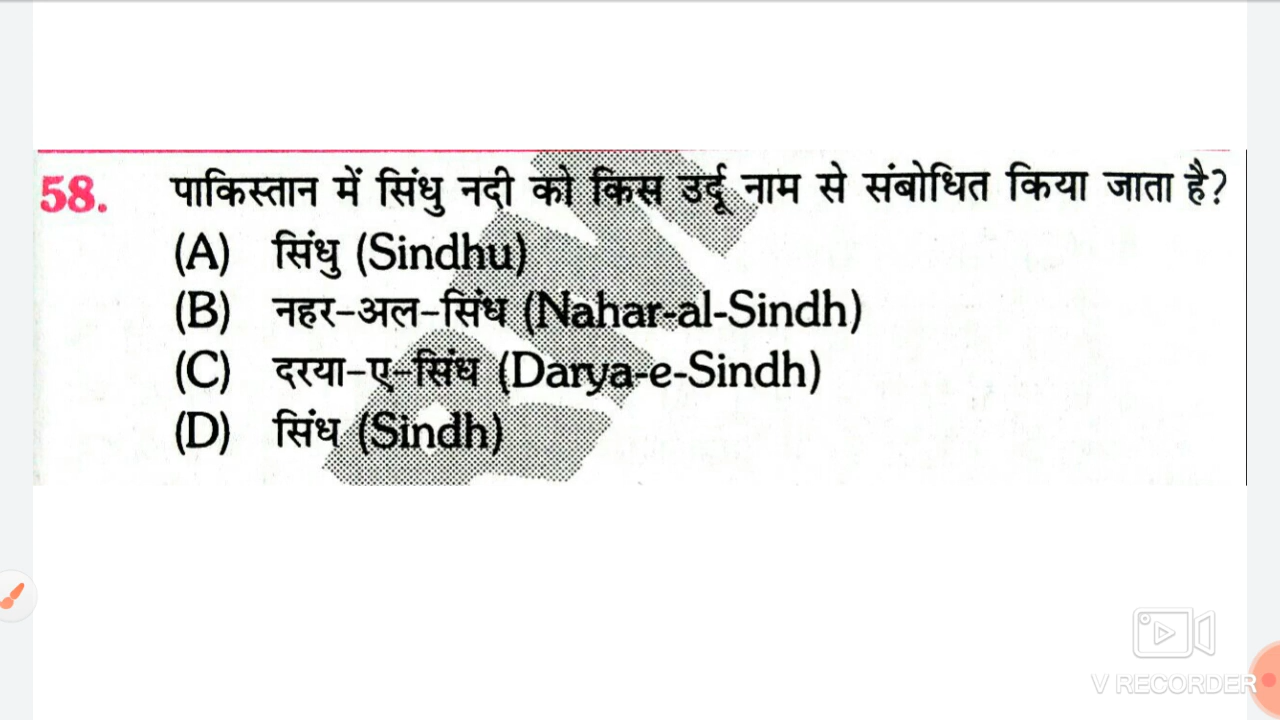 58. पाकिस्तान में सिंधु नदी को किस उर्दू नाम से संबोधित किया जाता है?
(A) सिंधु (Sindhu)
(B) नहर-अल-सिंध (Nahar-al-Sindh)
(C) दरया-ए-सिंध (Darya-e-Sindh)
(D) सिंध (Sindh)
V RECORDER